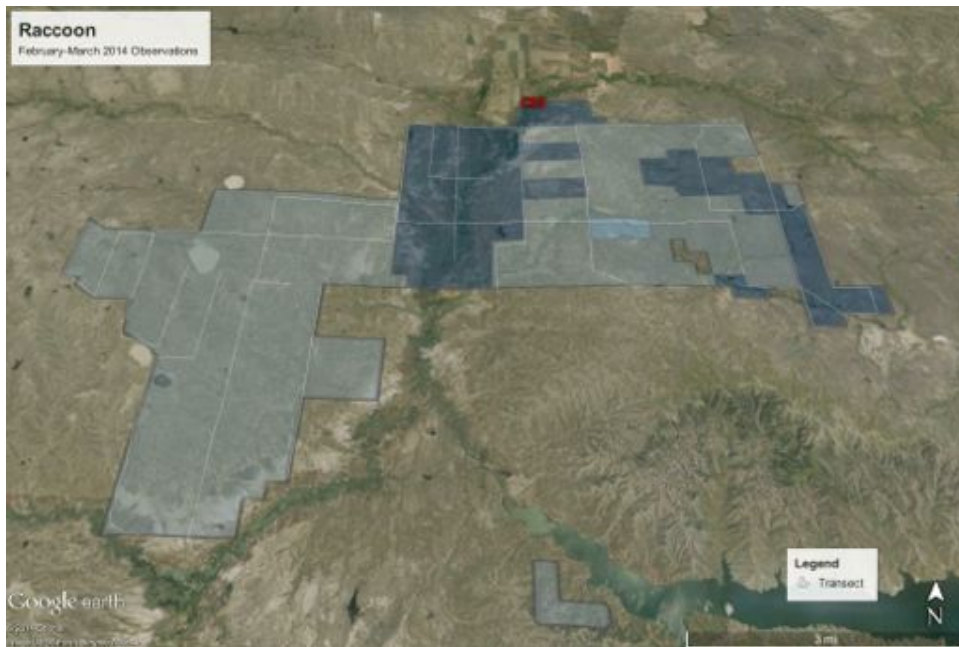 Raccoon
February-March 2014 Observations
Legend
Transect
Google earth
N
3 mi